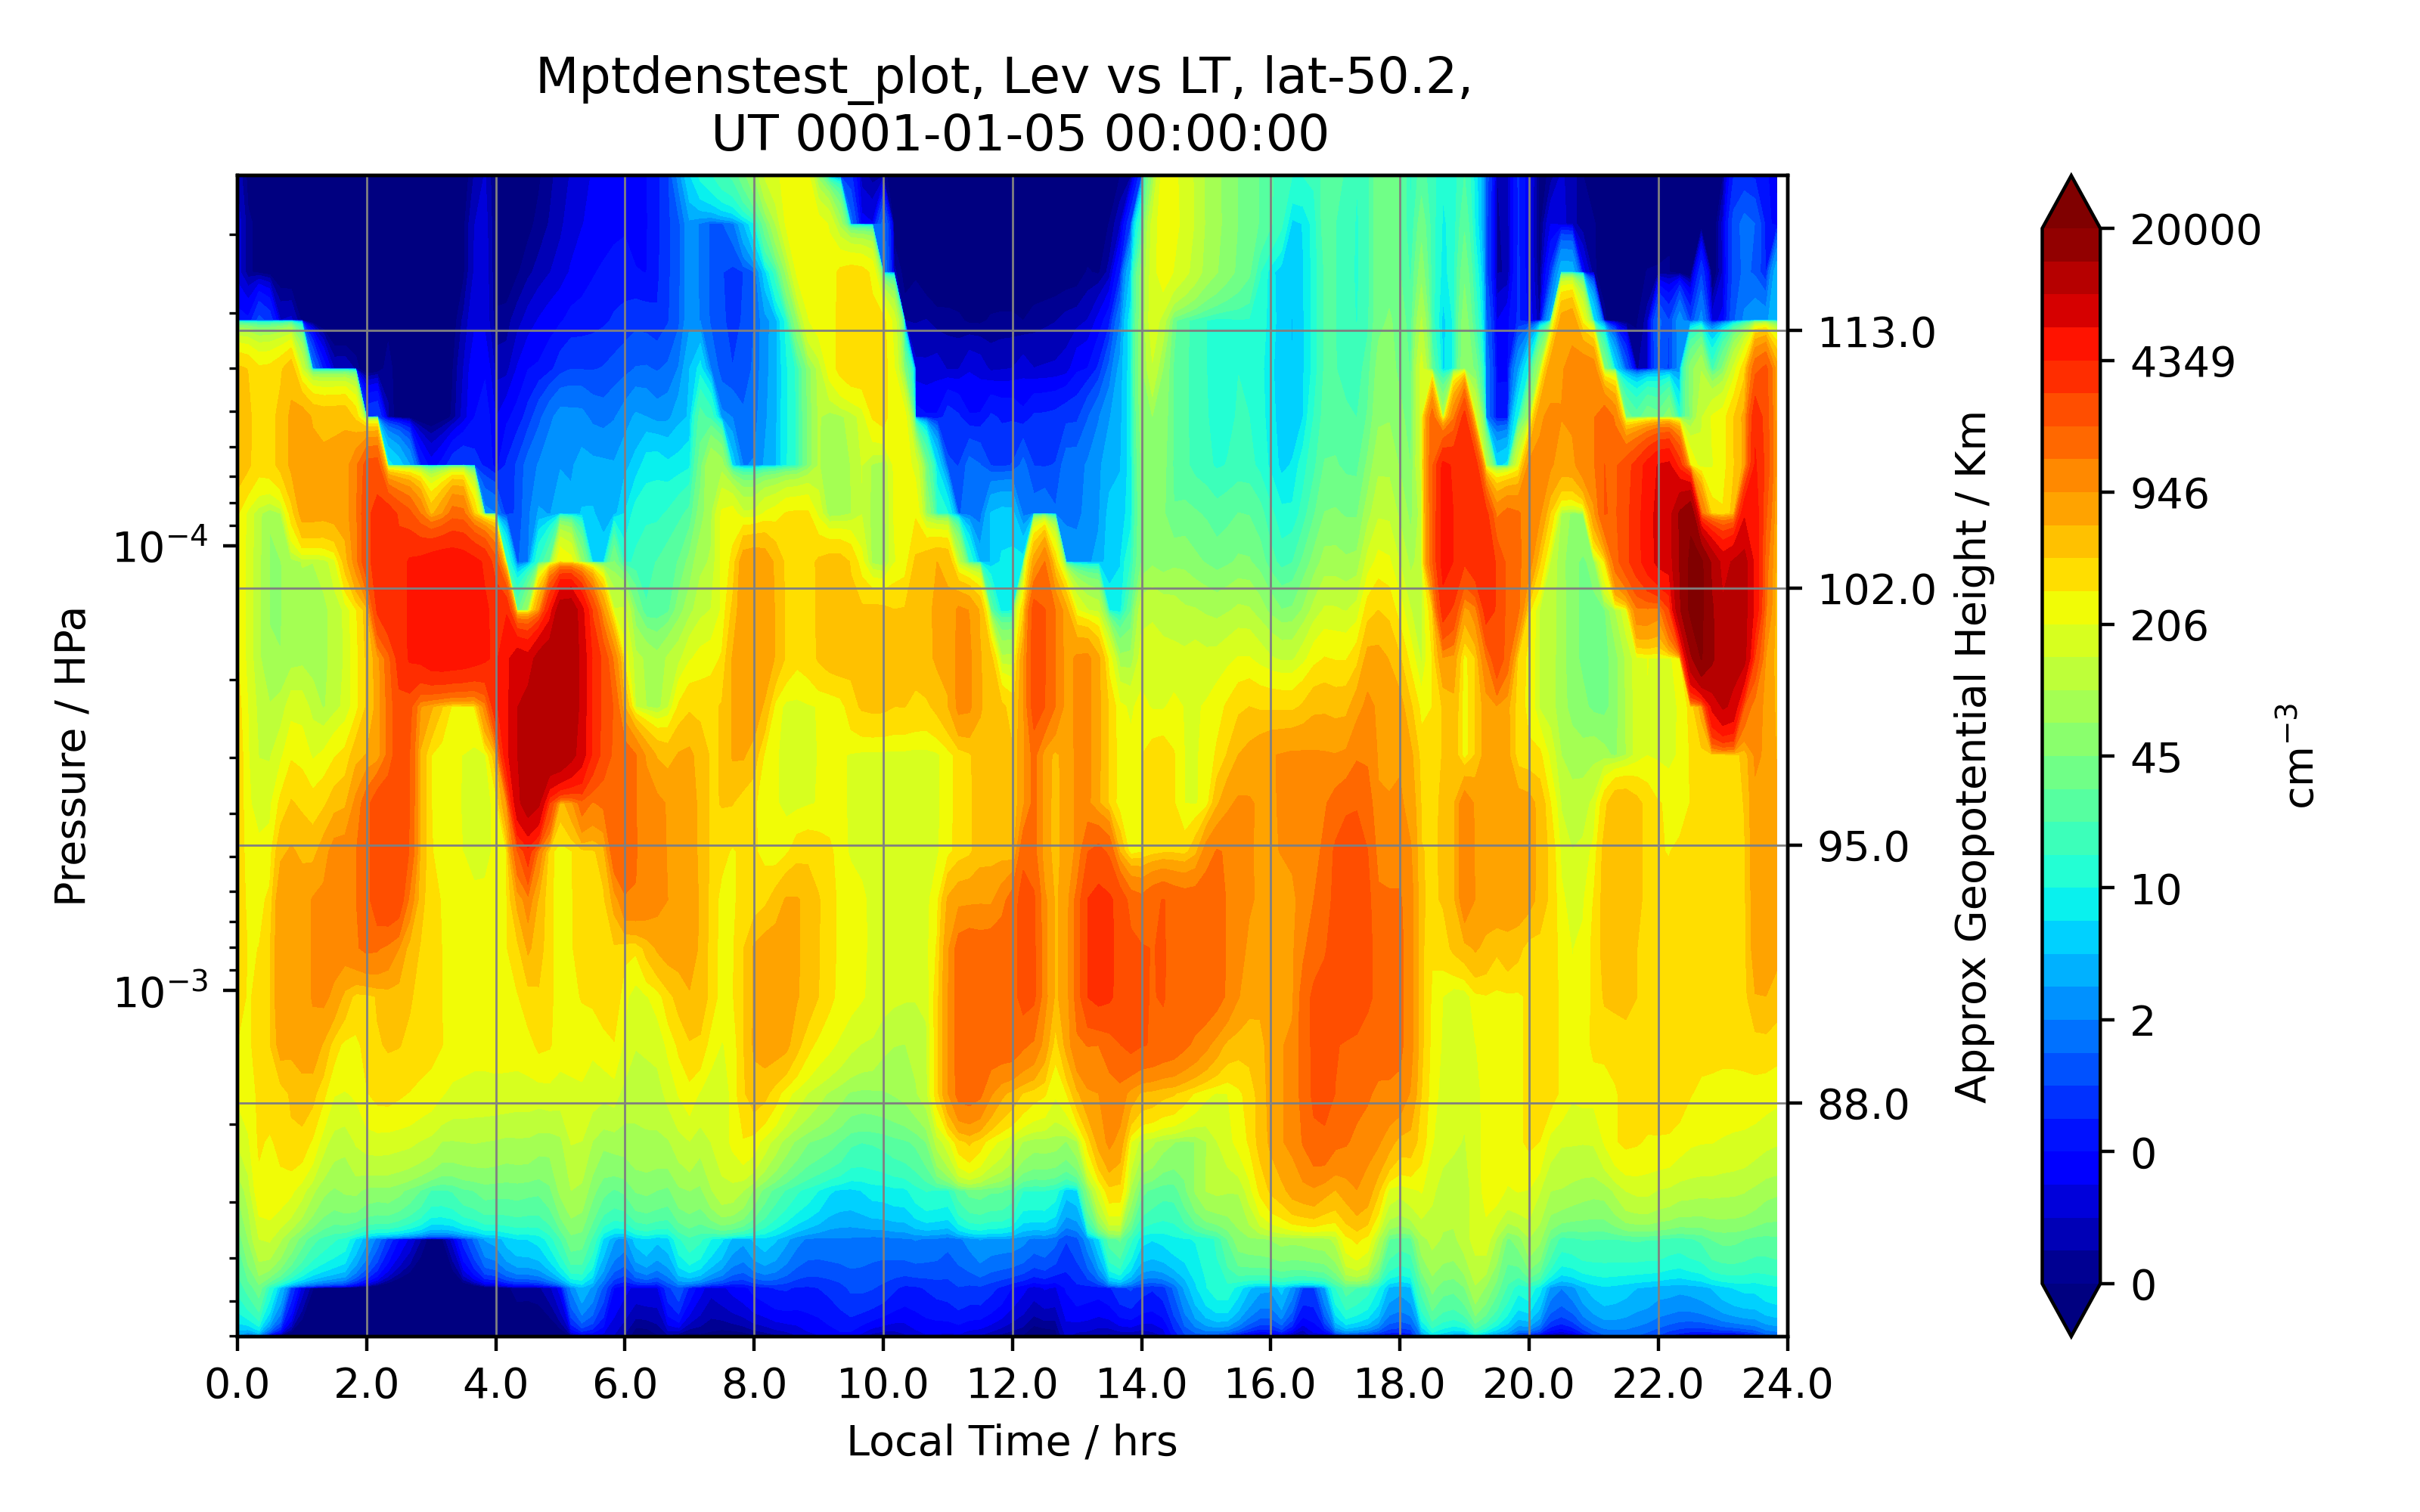 Mptdenstest_plot, Lev vs LT, lat-50.2,
UT 0001-01-05 00:00:00
Pressure / HPa
10⁻⁴
10⁻³
113.0
102.0
95.0
88.0
Approx Geopotential Height / Km
20000
4349
946
206
45
10
2
0
0
cm⁻³
0.0 2.0 4.0 6.0 8.0 10.0 12.0 14.0 16.0 18.0 20.0 22.0 24.0
Local Time / hrs